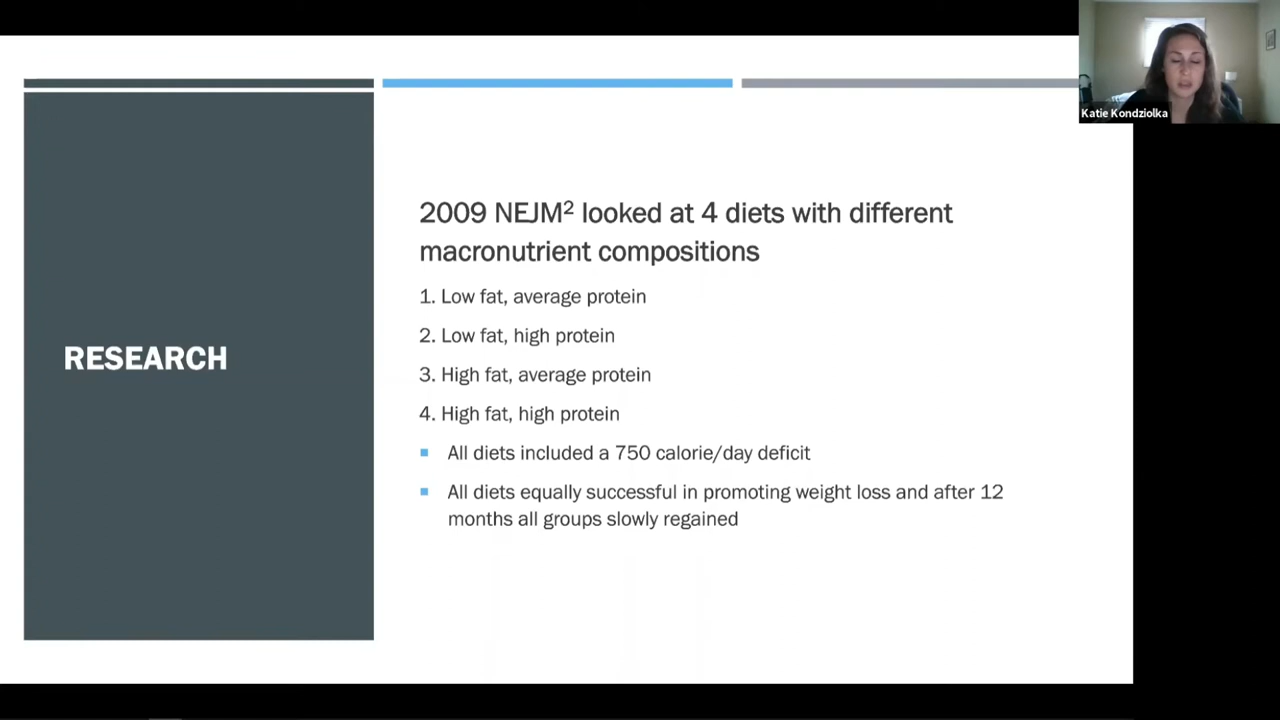 Katie Kondziolka
RESEARCH
2009 NEJM² looked at 4 diets with different
macronutrient compositions
1. Low fat, average protein
2. Low fat, high protein
3. High fat, average protein
4. High fat, high protein
▪ All diets included a 750 calorie/day deficit
▪ All diets equally successful in promoting weight loss and after 12
months all groups slowly regained